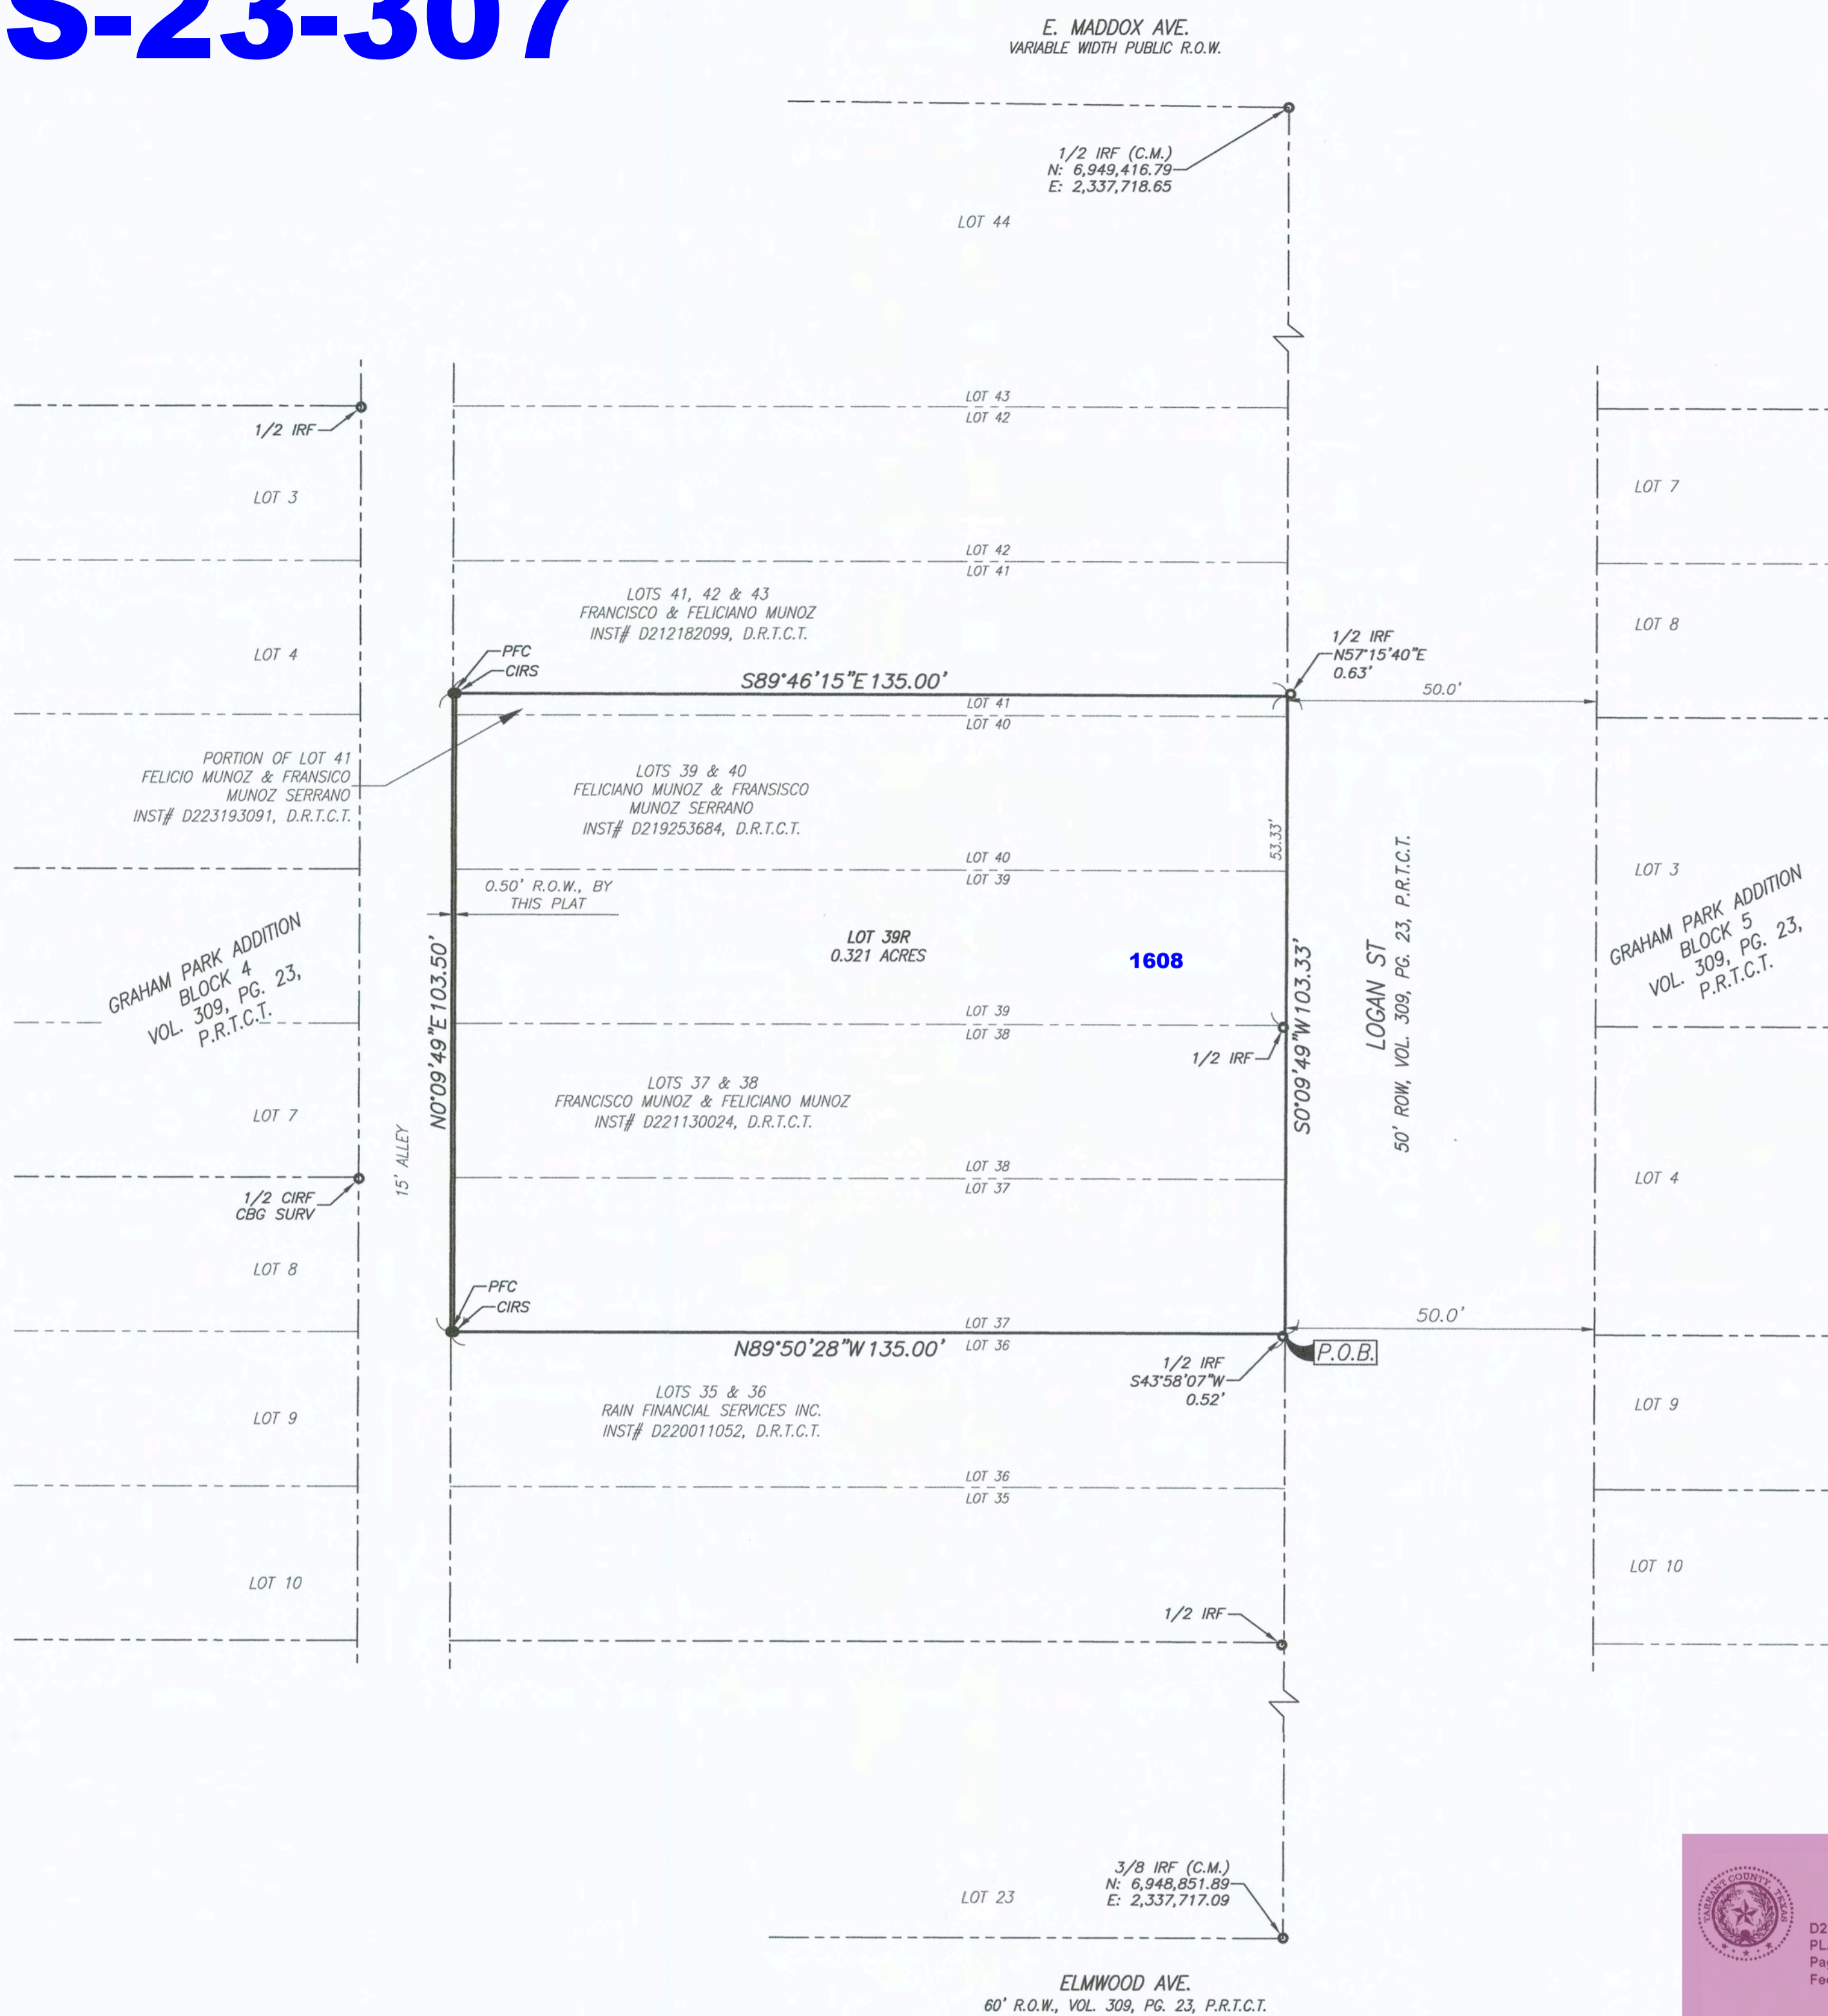 S-23-307
E. MADDOX AVE.
VARIABLE WIDTH PUBLIC R.O.W.
1/2 IRF (C.M.)
N: 6,949,416.79
E: 2,337,718.65
LOT 44
LOT 43
LOT 42
1/2 IRF
LOT 3
LOT 7
LOT 42
LOT 41
LOTS 41, 42 & 43
FRANCISCO & FELICIANO MUNOZ
INST# D212182099, D.R.T.C.T.
LOT 8
LOT 4
PFC
CIRS
1/2 IRF
N57°15'40"E
0.63'
S89°46'15"E 135.00'
50.0'
LOT 41
LOT 40
PORTION OF LOT 41
FELICIO MUNOZ & FRANSICO
MUNOZ SERRANO
INST# D223193091, D.R.T.C.T.
LOTS 39 & 40
FELICIANO MUNOZ & FRANSISCO
MUNOZ SERRANO
INST# D219253684, D.R.T.C.T.
53.33'
LOT 40
LOT 39
LOT 3
0.50' R.O.W., BY
THIS PLAT
GRAHAM PARK ADDITION
BLOCK 4
VOL. 309, PG. 23,
P.R.T.C.T.
N0°09'49"E 103.50'
LOT 39R
0.321 ACRES
1608
S0°09'49"W 103.33'
LOGAN ST
50' ROW, VOL. 309, PG. 23, P.R.T.C.T.
GRAHAM PARK ADDITION
BLOCK 5
VOL. 309, PG. 23,
P.R.T.C.T.
LOT 39
LOT 38
1/2 IRF
LOTS 37 & 38
FRANCISCO MUNOZ & FELICIANO MUNOZ
INST# D221130024, D.R.T.C.T.
LOT 7
15' ALLEY
LOT 38
LOT 37
LOT 4
1/2 CIRF
CBG SURV
LOT 8
PFC
CIRS
50.0'
LOT 37
LOT 36
N89°50'28"W 135.00'
P.O.B.
1/2 IRF
S43°58'07"W
0.52'
LOTS 35 & 36
RAIN FINANCIAL SERVICES INC.
INST# D220011052, D.R.T.C.T.
LOT 9
LOT 9
LOT 36
LOT 35
LOT 10
LOT 10
1/2 IRF
3/8 IRF (C.M.)
N: 6,948,851.89
E: 2,337,717.09
LOT 23
TARRANT COUNTY, TEXAS
D2
PL
Pa
Fe
ELMWOOD AVE.
60' R.O.W., VOL. 309, PG. 23, P.R.T.C.T.